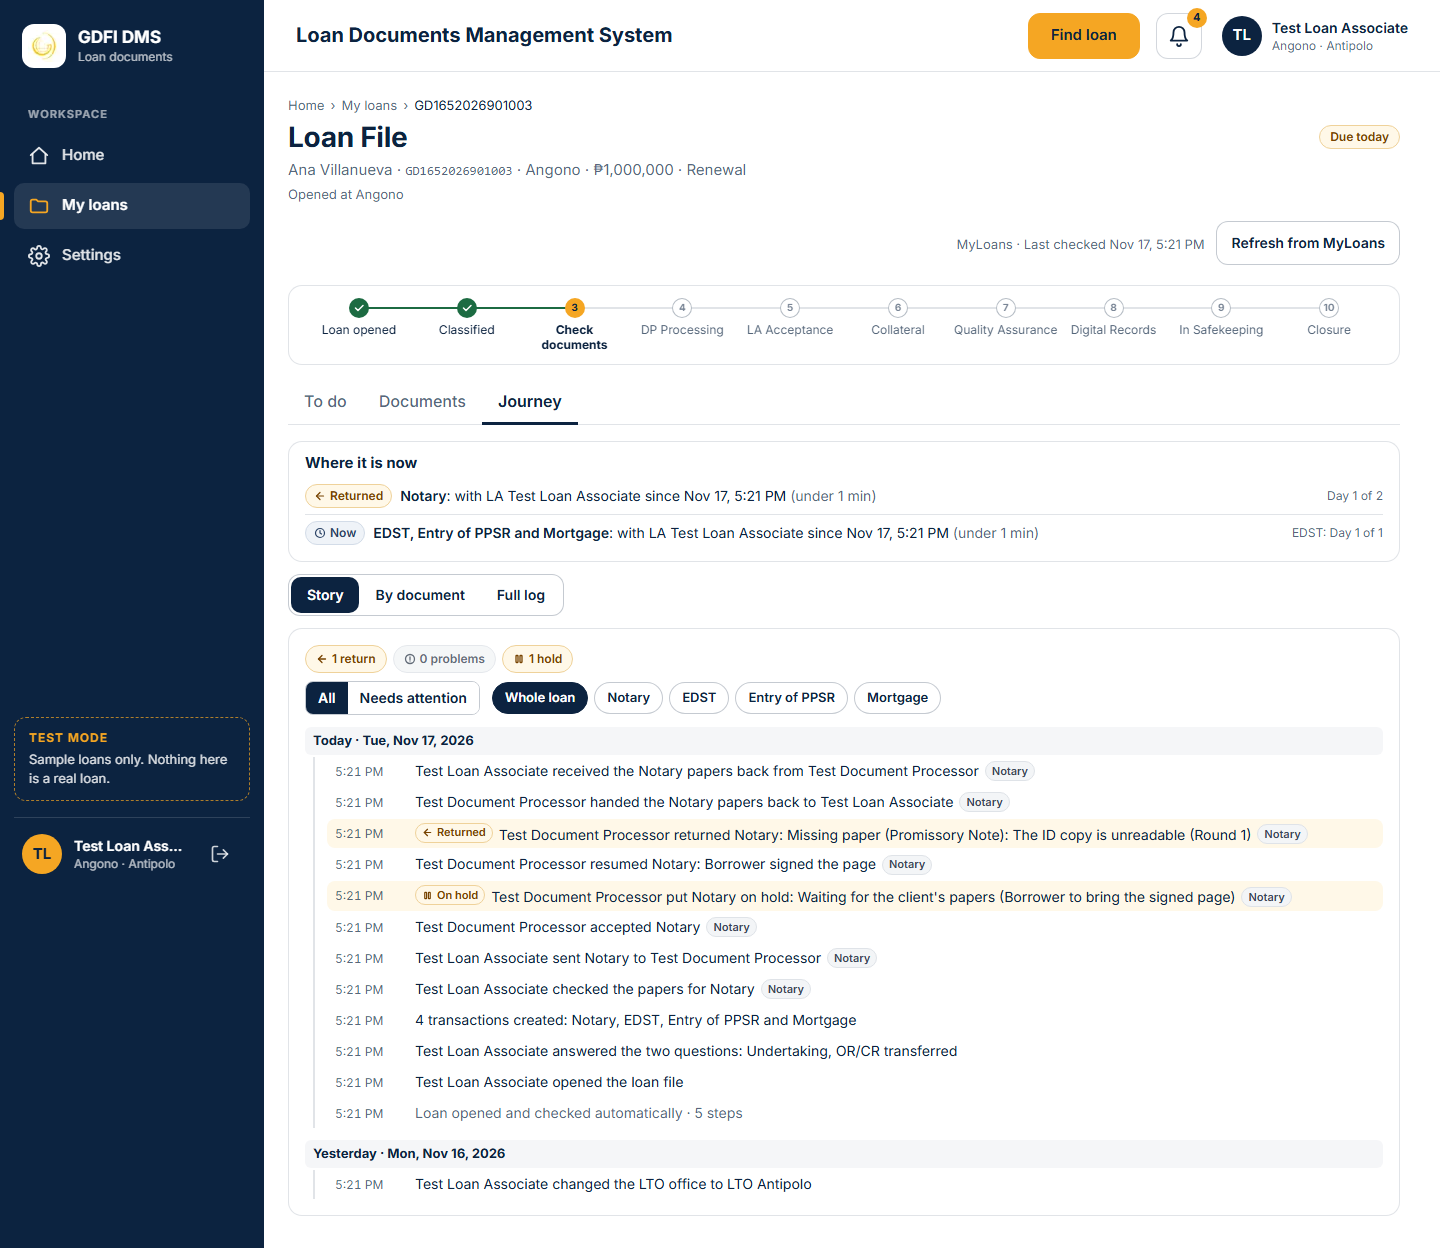 GDFI DMS
Loan documents
WORKSPACE
Home
My loans
Settings
TEST MODE
Sample loans only. Nothing here
is a real loan.
TL
Test Loan Ass...
Angono · Antipolo
Loan Documents Management System
Find loan
4
TL
Test Loan Associate
Angono · Antipolo
Home › My loans › GD1652026901003
Loan File
Due today
Ana Villanueva · GD1652026901003 · Angono · ₱1,000,000 · Renewal
Opened at Angono
MyLoans · Last checked Nov 17, 5:21 PM
Refresh from MyLoans
Loan opened
Classified
3
Check
documents
4
DP Processing
5
LA Acceptance
6
Collateral
7
Quality Assurance
8
Digital Records
9
In Safekeeping
10
Closure
To do
Documents
Journey
Where it is now
Returned Notary: with LA Test Loan Associate since Nov 17, 5:21 PM (under 1 min) Day 1 of 2
Now EDST, Entry of PPSR and Mortgage: with LA Test Loan Associate since Nov 17, 5:21 PM (under 1 min) EDST: Day 1 of 1
Story By document Full log
1 return 0 problems 1 hold
All Needs attention Whole loan Notary EDST Entry of PPSR Mortgage
Today · Tue, Nov 17, 2026
5:21 PM Test Loan Associate received the Notary papers back from Test Document Processor Notary
5:21 PM Test Document Processor handed the Notary papers back to Test Loan Associate Notary
5:21 PM Returned Test Document Processor returned Notary: Missing paper (Promissory Note): The ID copy is unreadable (Round 1) Notary
5:21 PM Test Document Processor resumed Notary: Borrower signed the page Notary
5:21 PM On hold Test Document Processor put Notary on hold: Waiting for the client's papers (Borrower to bring the signed page) Notary
5:21 PM Test Document Processor accepted Notary Notary
5:21 PM Test Loan Associate sent Notary to Test Document Processor Notary
5:21 PM Test Loan Associate checked the papers for Notary Notary
5:21 PM 4 transactions created: Notary, EDST, Entry of PPSR and Mortgage
5:21 PM Test Loan Associate answered the two questions: Undertaking, OR/CR transferred
5:21 PM Test Loan Associate opened the loan file
5:21 PM Loan opened and checked automatically · 5 steps
Yesterday · Mon, Nov 16, 2026
5:21 PM Test Loan Associate changed the LTO office to LTO Antipolo